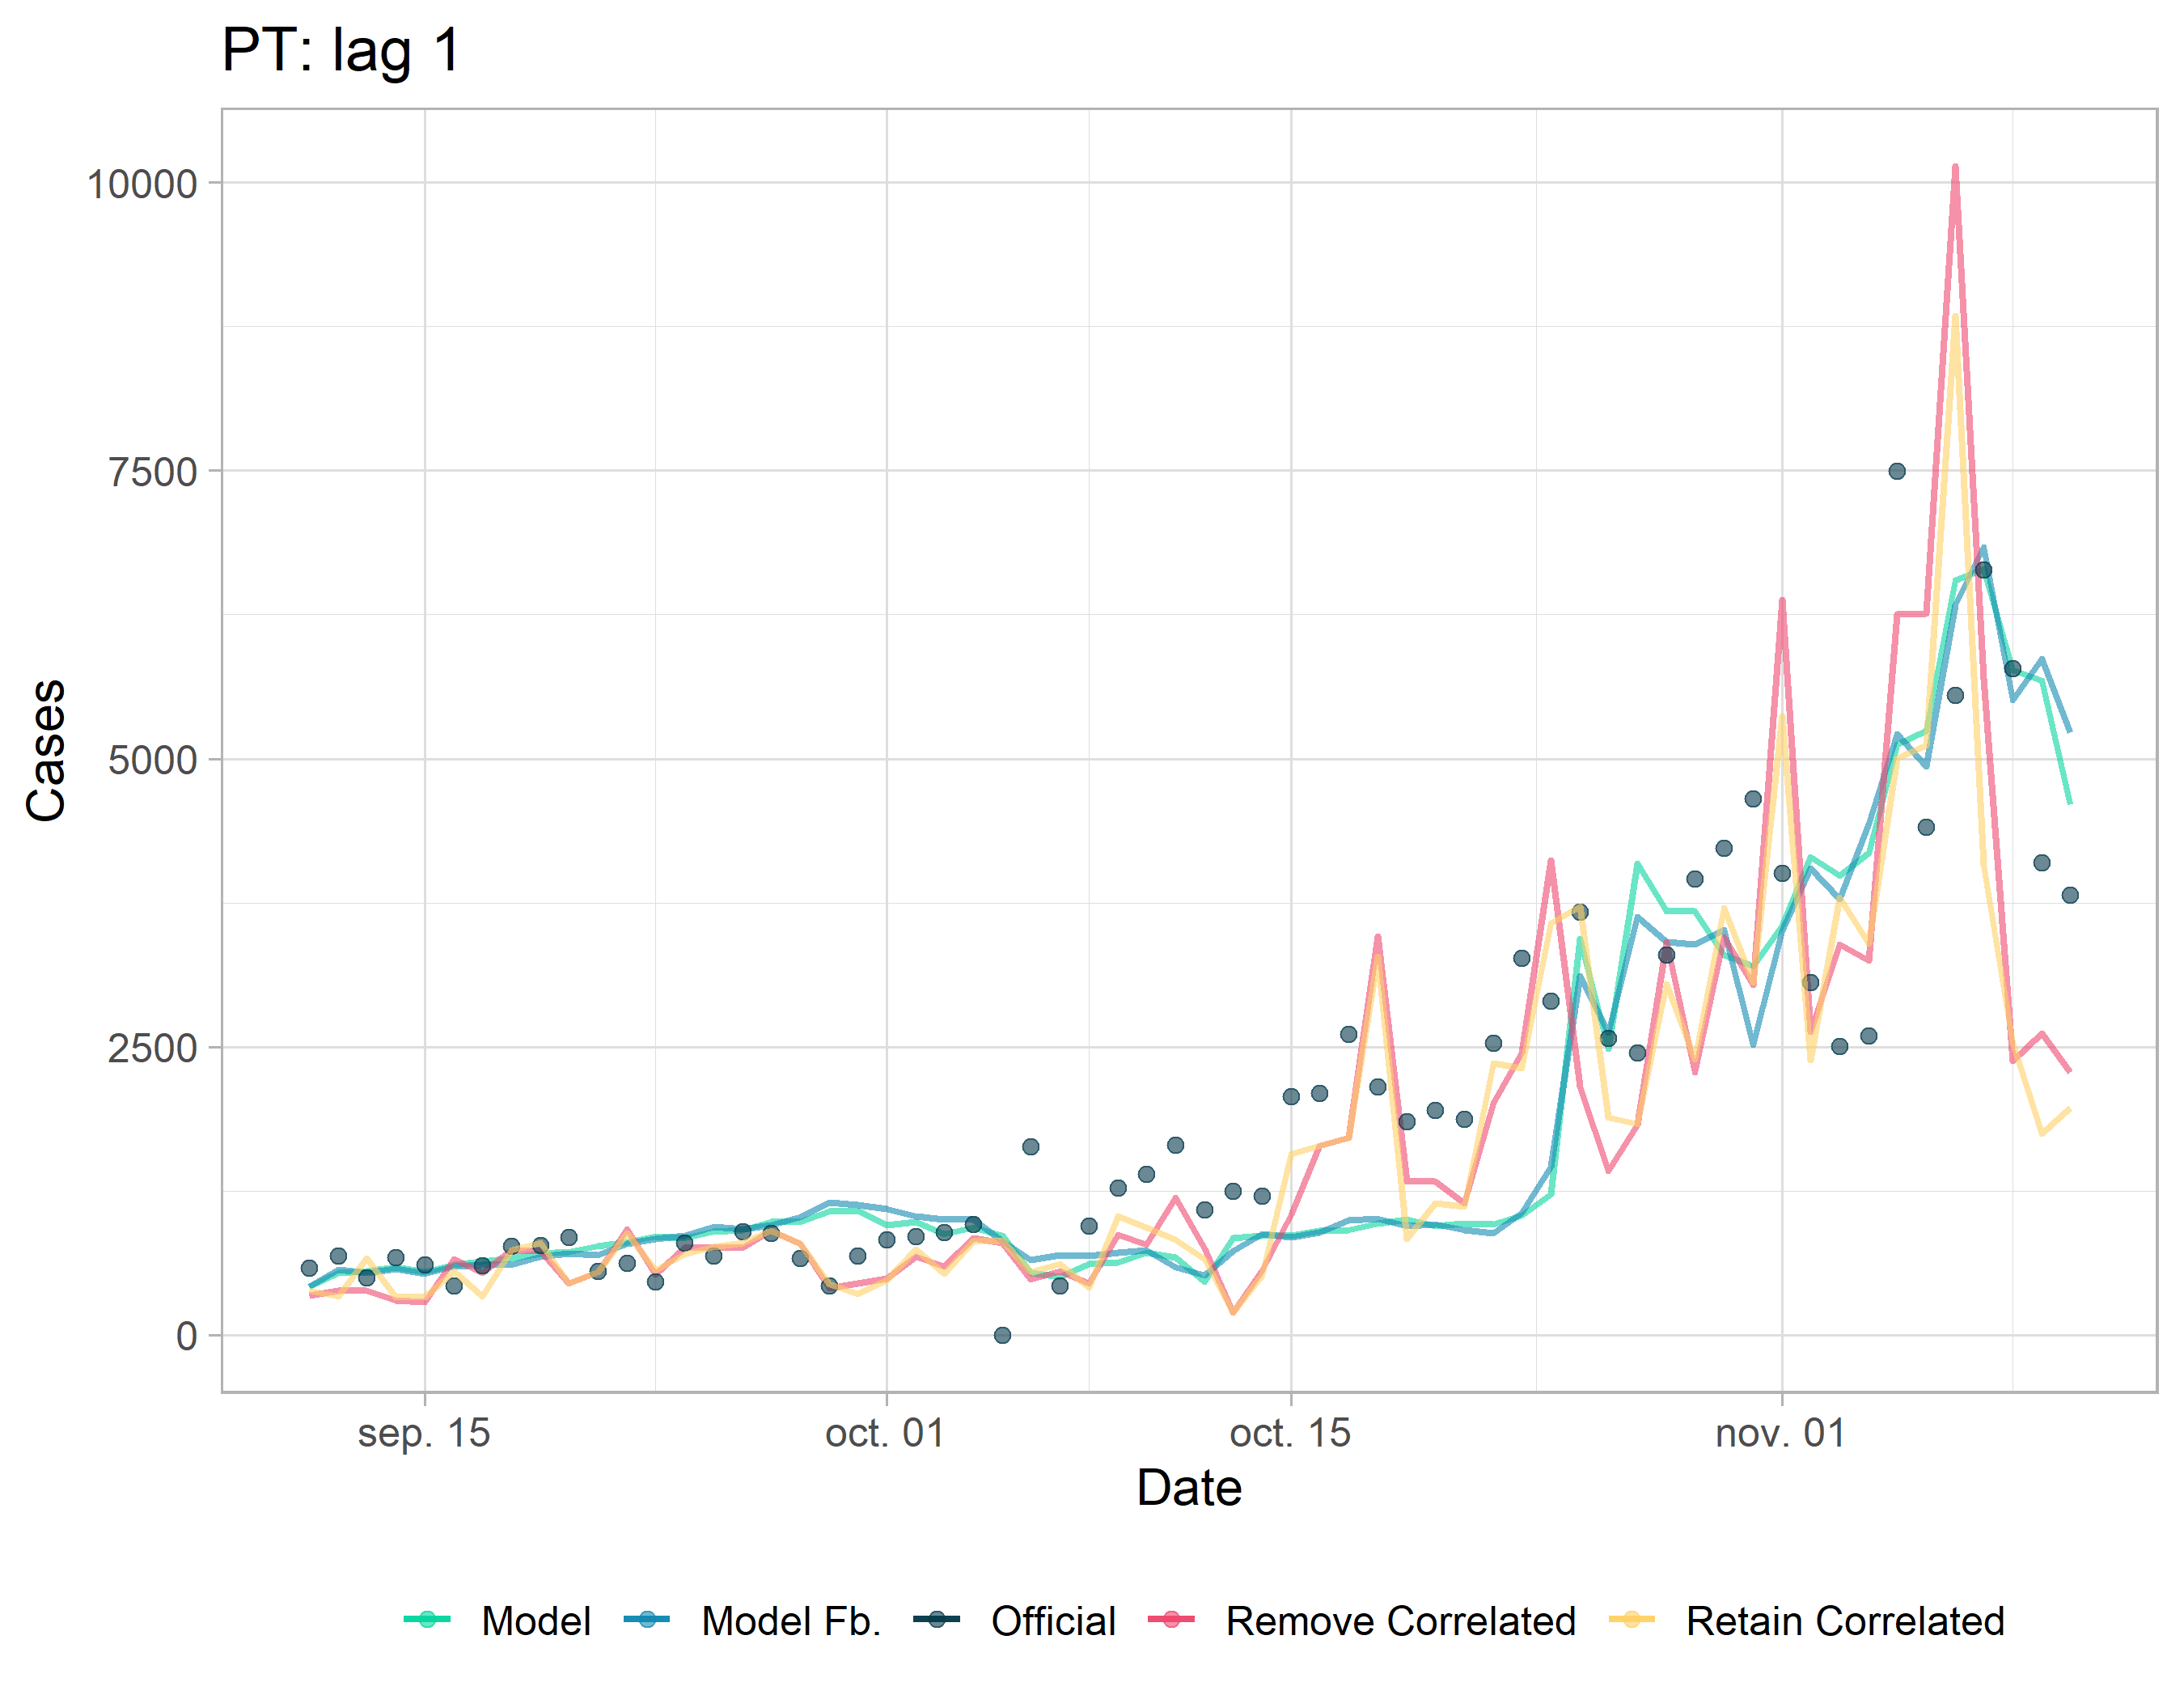 PT: lag 1
10000
7500
5000
2500
0
Cases
sep. 15
oct. 01
oct. 15
nov. 01
Date
Model
Model Fb.
Official
Remove Correlated
Retain Correlated